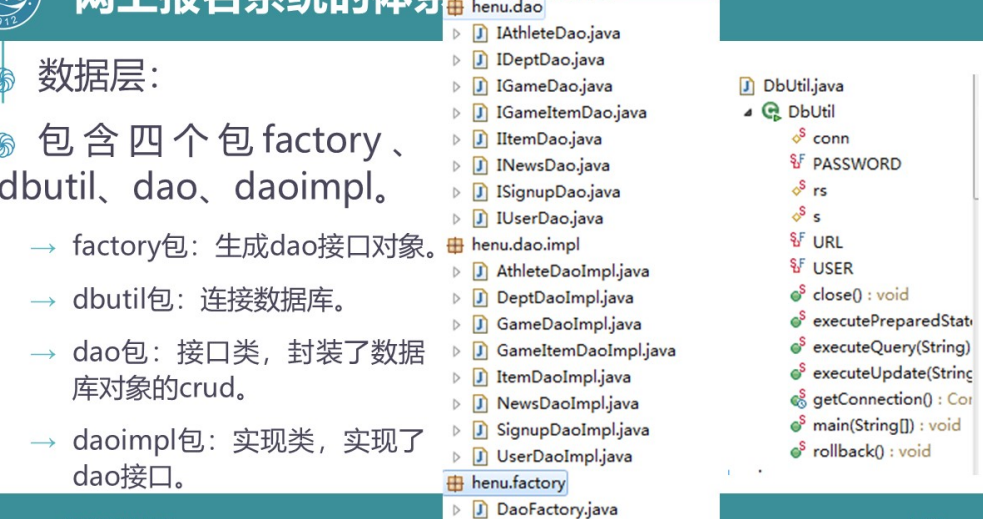 1912
网上报名系统的体系
数据层：
包含四个包factory、
dbutil、dao、daoimpl。
→ factory包：生成dao接口对象。
→ dbutil包：连接数据库。
→ dao包：接口类，封装了数据
库对象的crud。
→ daoimpl包：实现类，实现了
dao接口。
henu.dao
IAthleteDao.java
IDeptDao.java
IGameDao.java
IGameItemDao.java
IItemDao.java
INewsDao.java
ISignupDao.java
IUserDao.java
henu.dao.impl
AthleteDaoImpl.java
DeptDaoImpl.java
GameDaoImpl.java
GameItemDaoImpl.java
ItemDaoImpl.java
NewsDaoImpl.java
SignupDaoImpl.java
UserDaoImpl.java
henu.factory
DaoFactory.java
DbUtil.java
DbUtil
conn
PASSWORD
rs
s
URL
USER
close() : void
executePreparedState
executeQuery(String)
executeUpdate(String
getConnection() : Con
main(String[]) : void
rollback() : void